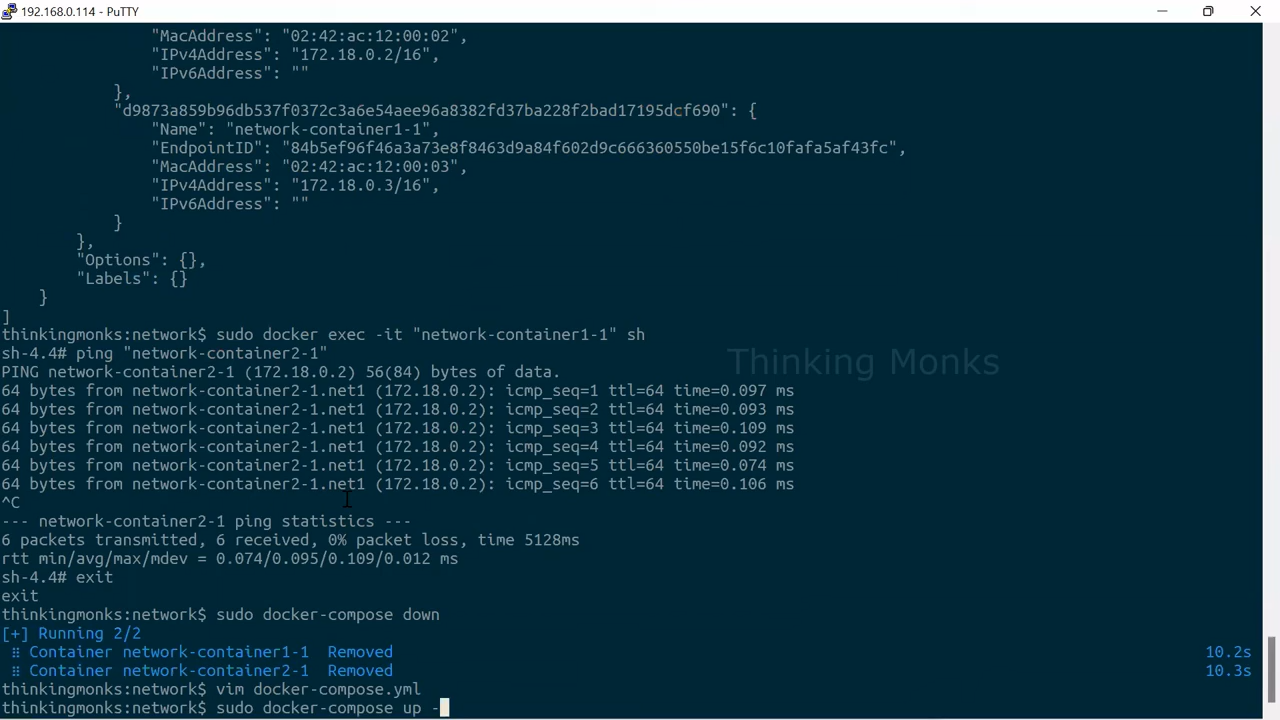 192.168.0.114 - PuTTY
"MacAddress": "02:42:ac:12:00:02",
"IPv4Address": "172.18.0.2/16",
"IPv6Address": ""
},
"d9873a859b96db537f0372c3a6e54aee96a8382fd37ba228f2bad17195dcf690": {
"Name": "network-container1-1",
"EndpointID": "84b5ef96f46a3a73e8f8463d9a84f602d9c666360550be15f6c10fafa5af43fc",
"MacAddress": "02:42:ac:12:00:03",
"IPv4Address": "172.18.0.3/16",
"IPv6Address": ""
}
},
"Options": {},
"Labels": {}
}
]
thinkingmonks:network$ sudo docker exec -it "network-container1-1" sh
sh-4.4# ping "network-container2-1"
Thinking Monks
PING network-container2-1 (172.18.0.2) 56(84) bytes of data.
64 bytes from network-container2-1.net1 (172.18.0.2): icmp_seq=1 ttl=64 time=0.097 ms
64 bytes from network-container2-1.net1 (172.18.0.2): icmp_seq=2 ttl=64 time=0.093 ms
64 bytes from network-container2-1.net1 (172.18.0.2): icmp_seq=3 ttl=64 time=0.109 ms
64 bytes from network-container2-1.net1 (172.18.0.2): icmp_seq=4 ttl=64 time=0.092 ms
64 bytes from network-container2-1.net1 (172.18.0.2): icmp_seq=5 ttl=64 time=0.074 ms
64 bytes from network-container2-1.net1 (172.18.0.2): icmp_seq=6 ttl=64 time=0.106 ms
^C
--- network-container2-1 ping statistics ---
6 packets transmitted, 6 received, 0% packet loss, time 5128ms
rtt min/avg/max/mdev = 0.074/0.095/0.109/0.012 ms
sh-4.4# exit
exit
thinkingmonks:network$ sudo docker-compose down
[+] Running 2/2
⠿ Container network-container1-1 Removed 10.2s
⠿ Container network-container2-1 Removed 10.3s
thinkingmonks:network$ vim docker-compose.yml
thinkingmonks:network$ sudo docker-compose up -